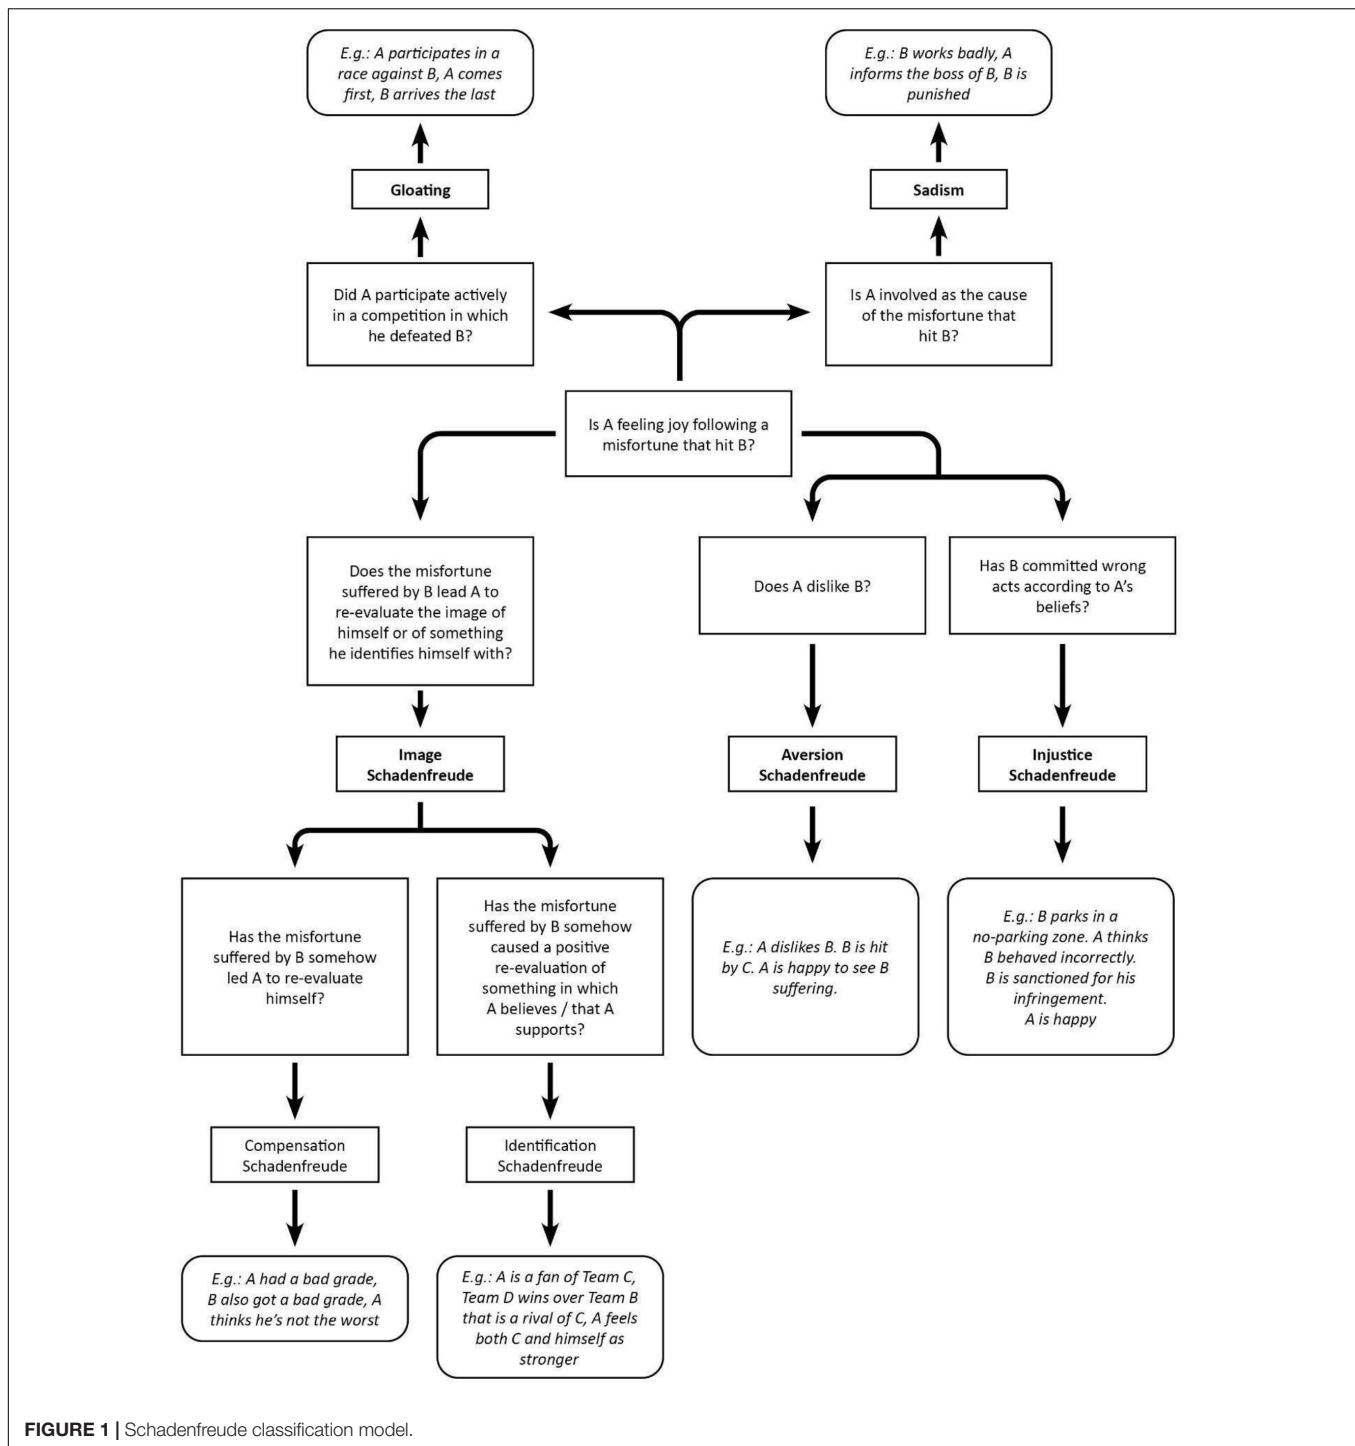 E.g.: A participates in a
race against B, A comes
first, B arrives the last
E.g.: B works badly, A
informs the boss of B, B is
punished
Gloating
Sadism
Did A participate actively
in a competition in which
he defeated B?
Is A involved as the cause
of the misfortune that
hit B?
Is A feeling joy following a
misfortune that hit B?
Does the misfortune
suffered by B lead A to
re-evaluate the image of
himself or of something
he identifies himself with?
Does A dislike B?
Has B committed wrong
acts according to A's
beliefs?
Image
Schadenfreude
Aversion
Schadenfreude
Injustice
Schadenfreude
Has the misfortune
suffered by B somehow
led A to re-evaluate
himself?
Has the misfortune
suffered by B somehow
caused a positive
re-evaluation of
something in which
A believes / that A
supports?
E.g.: A dislikes B. B is hit
by C. A is happy to see B
suffering.
E.g.: B parks in a
no-parking zone. A thinks
B behaved incorrectly.
B is sanctioned for his
infringement.
A is happy
Compensation
Schadenfreude
Identification
Schadenfreude
E.g.: A had a bad grade,
B also got a bad grade, A
thinks he's not the worst
E.g.: A is a fan of Team C,
Team D wins over Team B
that is a rival of C, A feels
both C and himself as
stronger
FIGURE 1 | Schadenfreude classification model.